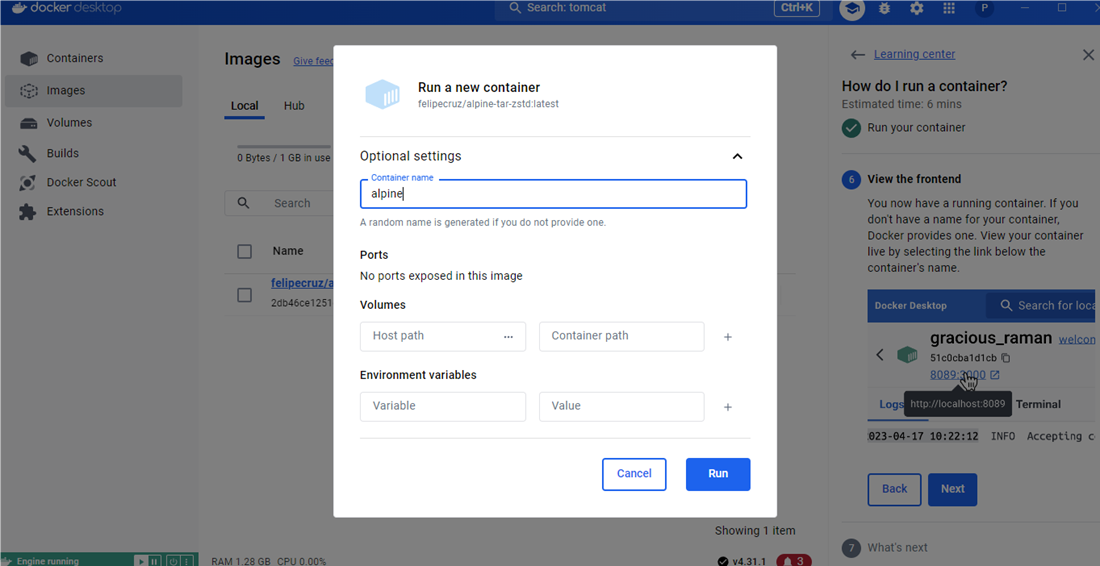 docker desktop
Search: tomcat
Ctrl+K
P
Containers
Images
Volumes
Builds
Docker Scout
Extensions
Images
Give feed
Local
Hub
0 Bytes / 1 GB in use
Search
Name
felipecruz/a
2db46ce1251
Showing 1 item
Run a new container
felipecruz/alpine-tar-zstd:latest
Optional settings
Container name
alpine
A random name is generated if you do not provide one.
Ports
No ports exposed in this image
Volumes
Host path
...
Container path
+
Environment variables
Variable
Value
+
Cancel
Run
Learning center
How do I run a container?
Estimated time: 6 mins
Run your container
6
View the frontend
You now have a running container. If you
don't have a name for your container,
Docker provides one. View your container
live by selecting the link below the
container's name.
Docker Desktop
Search for loca
gracious_raman
welcom
51c0cba1d1cb
8089:3000
http://localhost:8089
Logs
Terminal
023-04-17 10:22:12 INFO Accepting c
Back
Next
7
What's next
Engine running
RAM 1.28 GB CPU 0.00%
v4.31.1
3